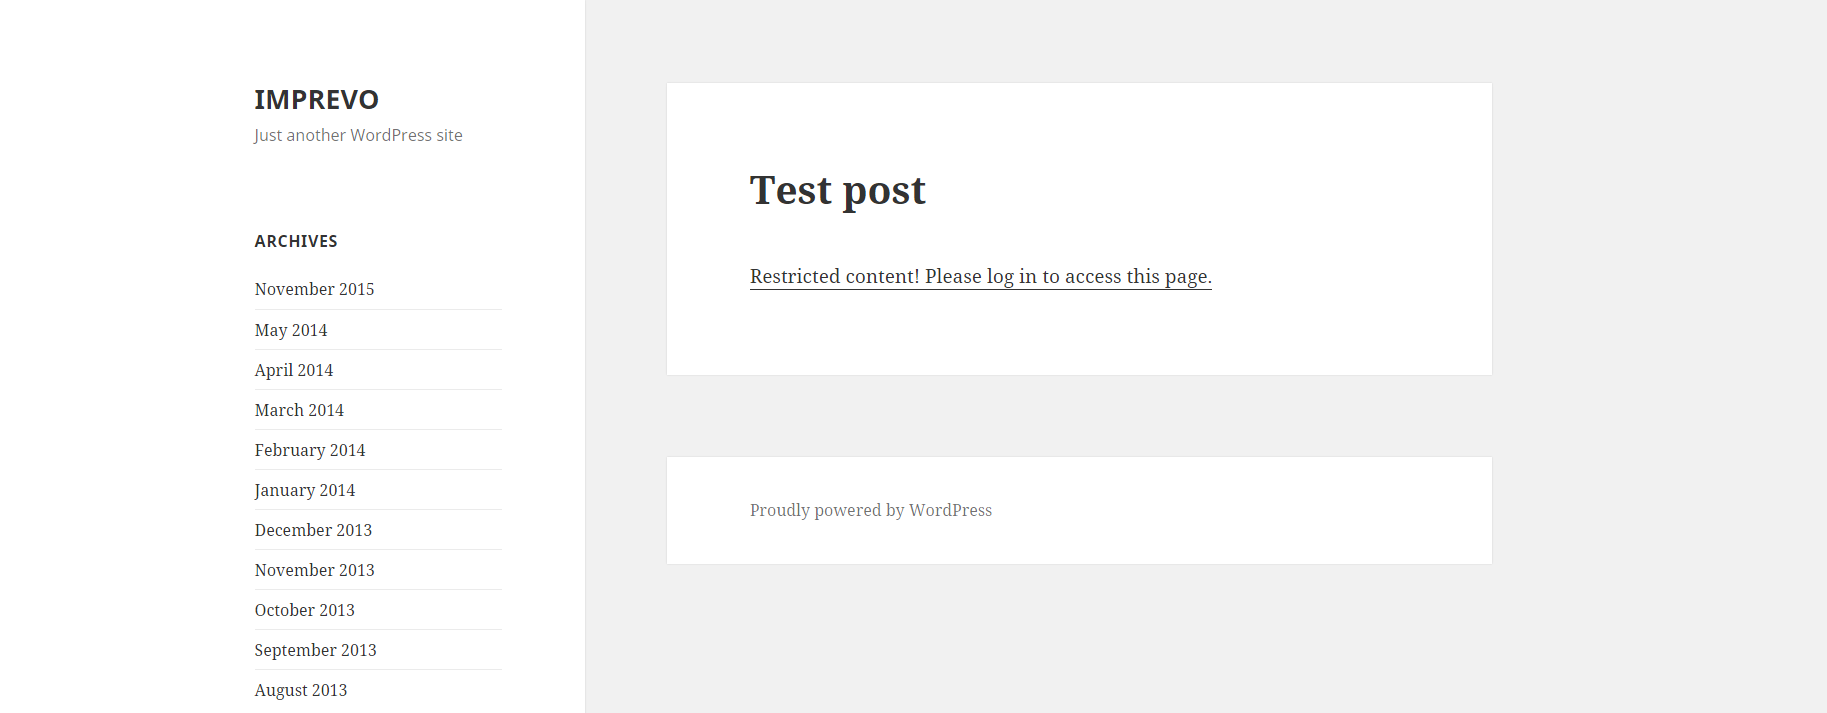 IMPREVO
Just another WordPress site
ARCHIVES
November 2015
May 2014
April 2014
March 2014
February 2014
January 2014
December 2013
November 2013
October 2013
September 2013
August 2013
Test post
Restricted content! Please log in to access this page.
Proudly powered by WordPress